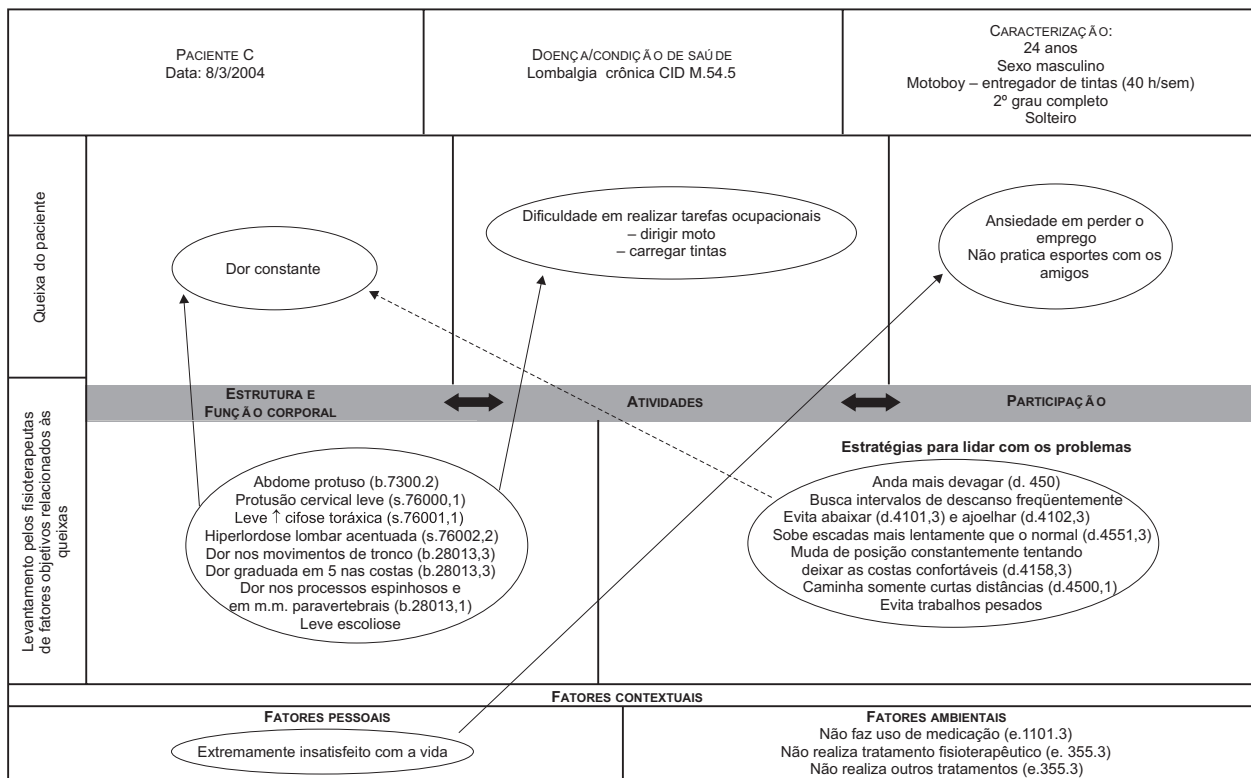 PACIENTE C
Data: 8/3/2004
DOENÇA/CONDIÇÃO DE SAÚDE
Lombalgia crônica CID M.54.5
CARACTERIZAÇÃO:
24 anos
Sexo masculino
Motoboy – entregador de tintas (40 h/sem)
2º grau completo
Solteiro
Queixa do paciente
Dor constante
Dificuldade em realizar tarefas ocupacionais
– dirigir moto
– carregar tintas
Ansiedade em perder o
emprego
Não pratica esportes com os
amigos
ESTRUTURA E
FUNÇÃO CORPORAL
ATIVIDADES
PARTICIPAÇÃO
Levantamento pelos fisioterapeutas
de fatores objetivos relacionados às
queixas
Abdome protuso (b.7300.2)
Protusão cervical leve (s.76000,1)
Leve ↑ cifose toráxica (s.76001,1)
Hiperlordose lombar acentuada (s.76002,2)
Dor nos movimentos de tronco (b.28013,3)
Dor graduada em 5 nas costas (b.28013,3)
Dor nos processos espinhosos e
em m.m. paravertebrais (b.28013,1)
Leve escoliose
Estratégias para lidar com os problemas
Anda mais devagar (d. 450)
Busca intervalos de descanso freqüentemente
Evita abaixar (d.4101,3) e ajoelhar (d.4102,3)
Sobe escadas mais lentamente que o normal (d.4551,3)
Muda de posição constantemente tentando
deixar as costas confortáveis (d.4158,3)
Caminha somente curtas distâncias (d.4500,1)
Evita trabalhos pesados
FATORES CONTEXTUAIS
FATORES PESSOAIS
Extremamente insatisfeito com a vida
FATORES AMBIENTAIS
Não faz uso de medicação (e.1101.3)
Não realiza tratamento fisioterapêutico (e. 355.3)
Não realiza outros tratamentos (e.355.3)